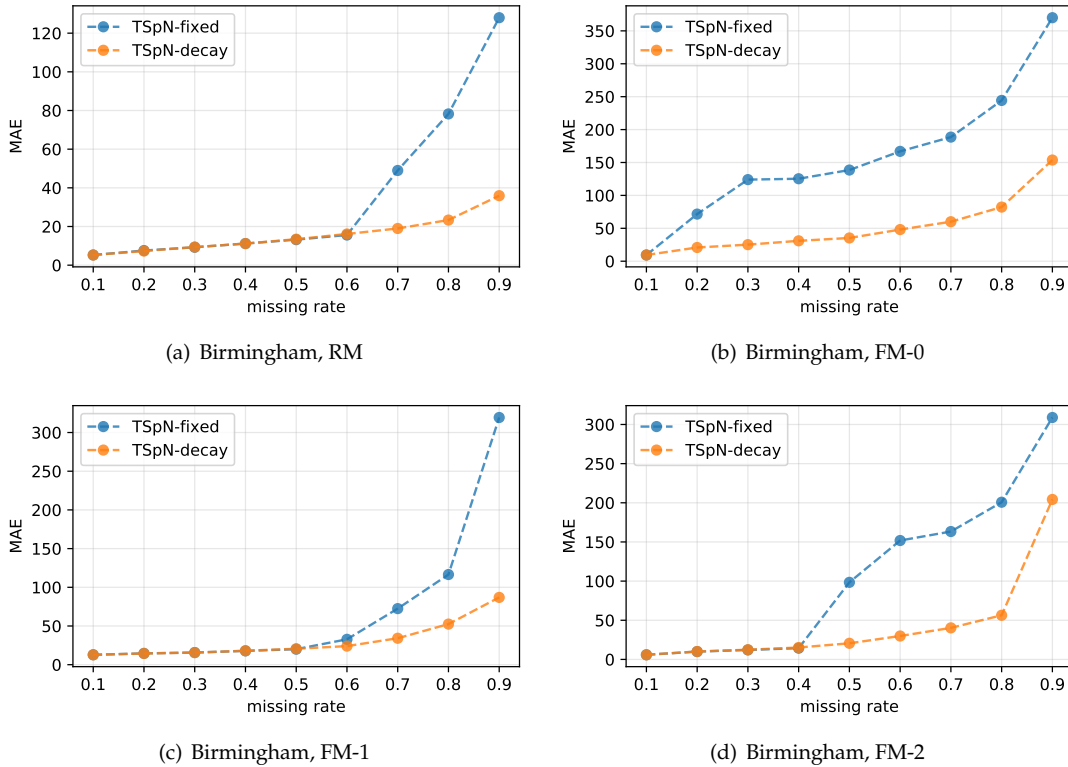 TSpN-fixed
TSpN-decay
MAE
120
100
80
60
40
20
0
0.1 0.2 0.3 0.4 0.5 0.6 0.7 0.8 0.9
missing rate
(a) Birmingham, RM
TSpN-fixed
TSpN-decay
MAE
350
300
250
200
150
100
50
0
0.1 0.2 0.3 0.4 0.5 0.6 0.7 0.8 0.9
missing rate
(b) Birmingham, FM-0
TSpN-fixed
TSpN-decay
MAE
300
250
200
150
100
50
0
0.1 0.2 0.3 0.4 0.5 0.6 0.7 0.8 0.9
missing rate
(c) Birmingham, FM-1
TSpN-fixed
TSpN-decay
MAE
300
250
200
150
100
50
0
0.1 0.2 0.3 0.4 0.5 0.6 0.7 0.8 0.9
missing rate
(d) Birmingham, FM-2